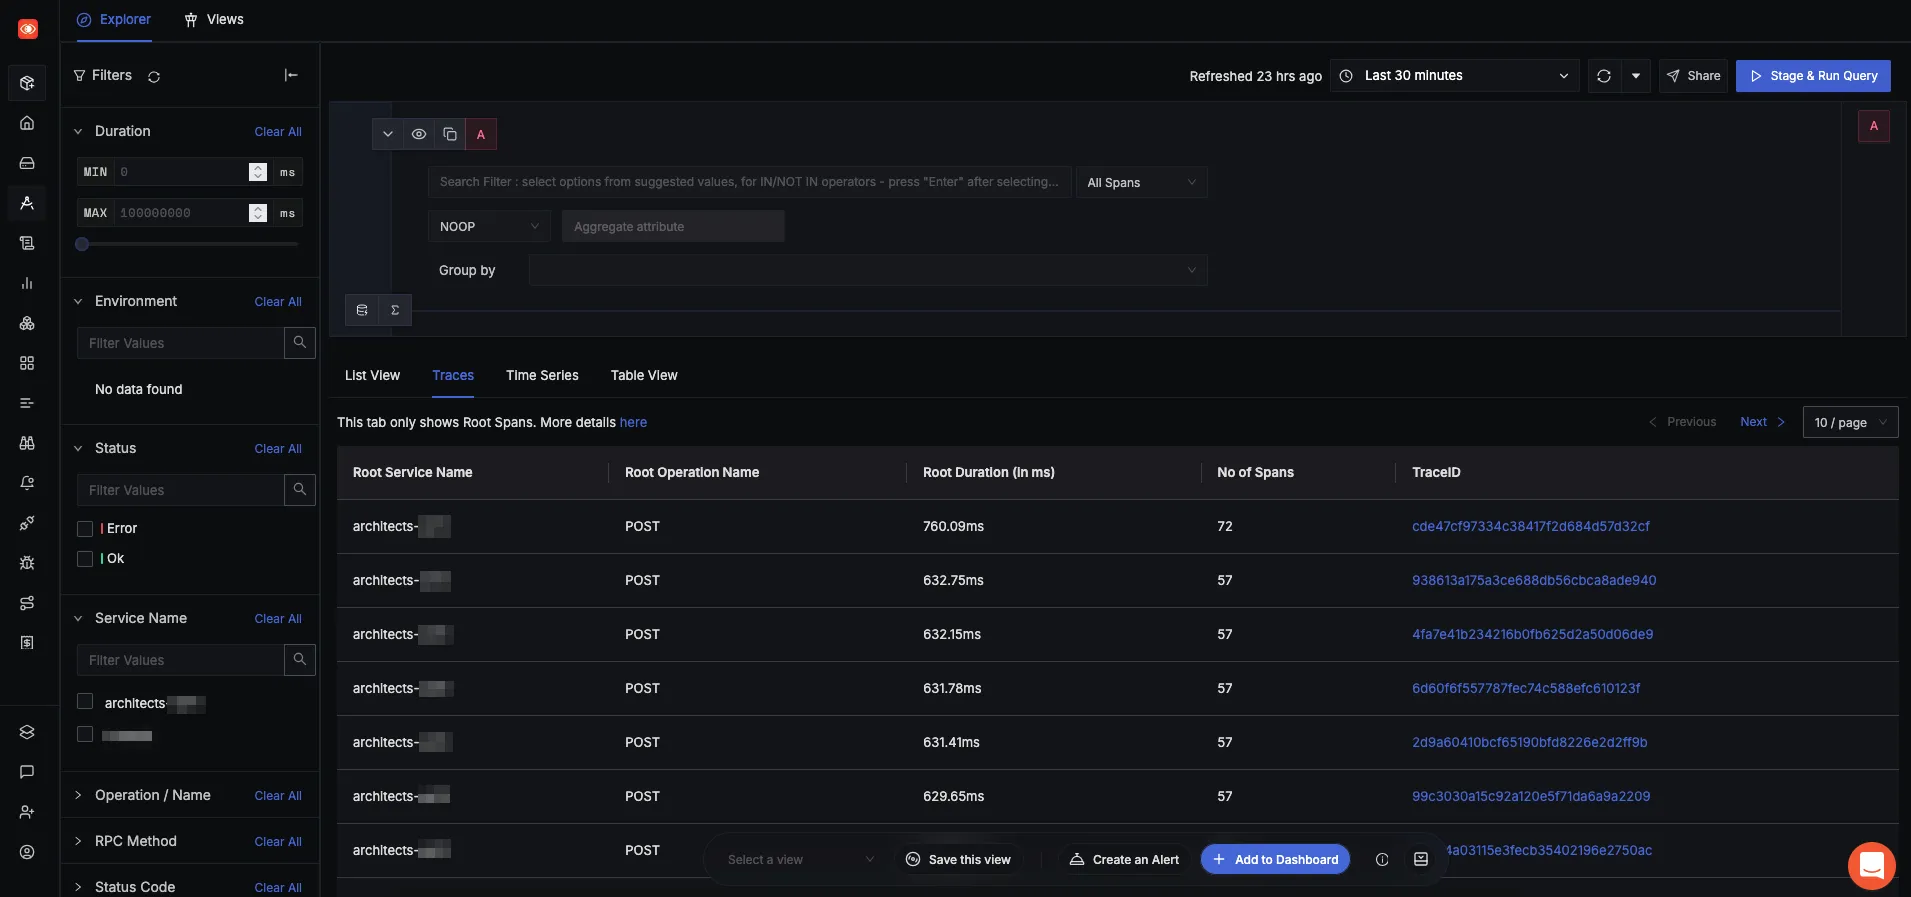 Explorer
Views
Filters
Refreshed 23 hrs ago
Last 30 minutes
Share
Stage & Run Query
Duration
Clear All
MIN 0 ms
MAX 100000000 ms
Environment
Clear All
Filter Values
No data found
Status
Clear All
Filter Values
Error
Ok
Service Name
Clear All
Filter Values
architects-
Operation / Name
Clear All
RPC Method
Clear All
Status Code
Clear All
A
A
Search Filter : select options from suggested values, for IN/NOT IN operators - press "Enter" after selecting...
All Spans
NOOP
Aggregate attribute
Group by
Σ
List View
Traces
Time Series
Table View
This tab only shows Root Spans. More details here
Previous
Next
10 / page
Root Service Name Root Operation Name Root Duration (in ms) No of Spans TraceID
architects- POST 760.09ms 72 cde47cf97334c38417f2d684d57d32cf
architects- POST 632.75ms 57 938613a175a3ce688db56cbca8ade940
architects- POST 632.15ms 57 4fa7e41b234216b0fb625d2a50d06de9
architects- POST 631.78ms 57 6d60f6f557787fec74c588efc610123f
architects- POST 631.41ms 57 2d9a60410bcf65190bfd8226e2d2ff9b
architects- POST 629.65ms 57 99c3030a15c92a120e5f71da6a9a2209
architects- POST 4a03115e3fecb35402196e2750ac
Select a view
Save this view
Create an Alert
Add to Dashboard